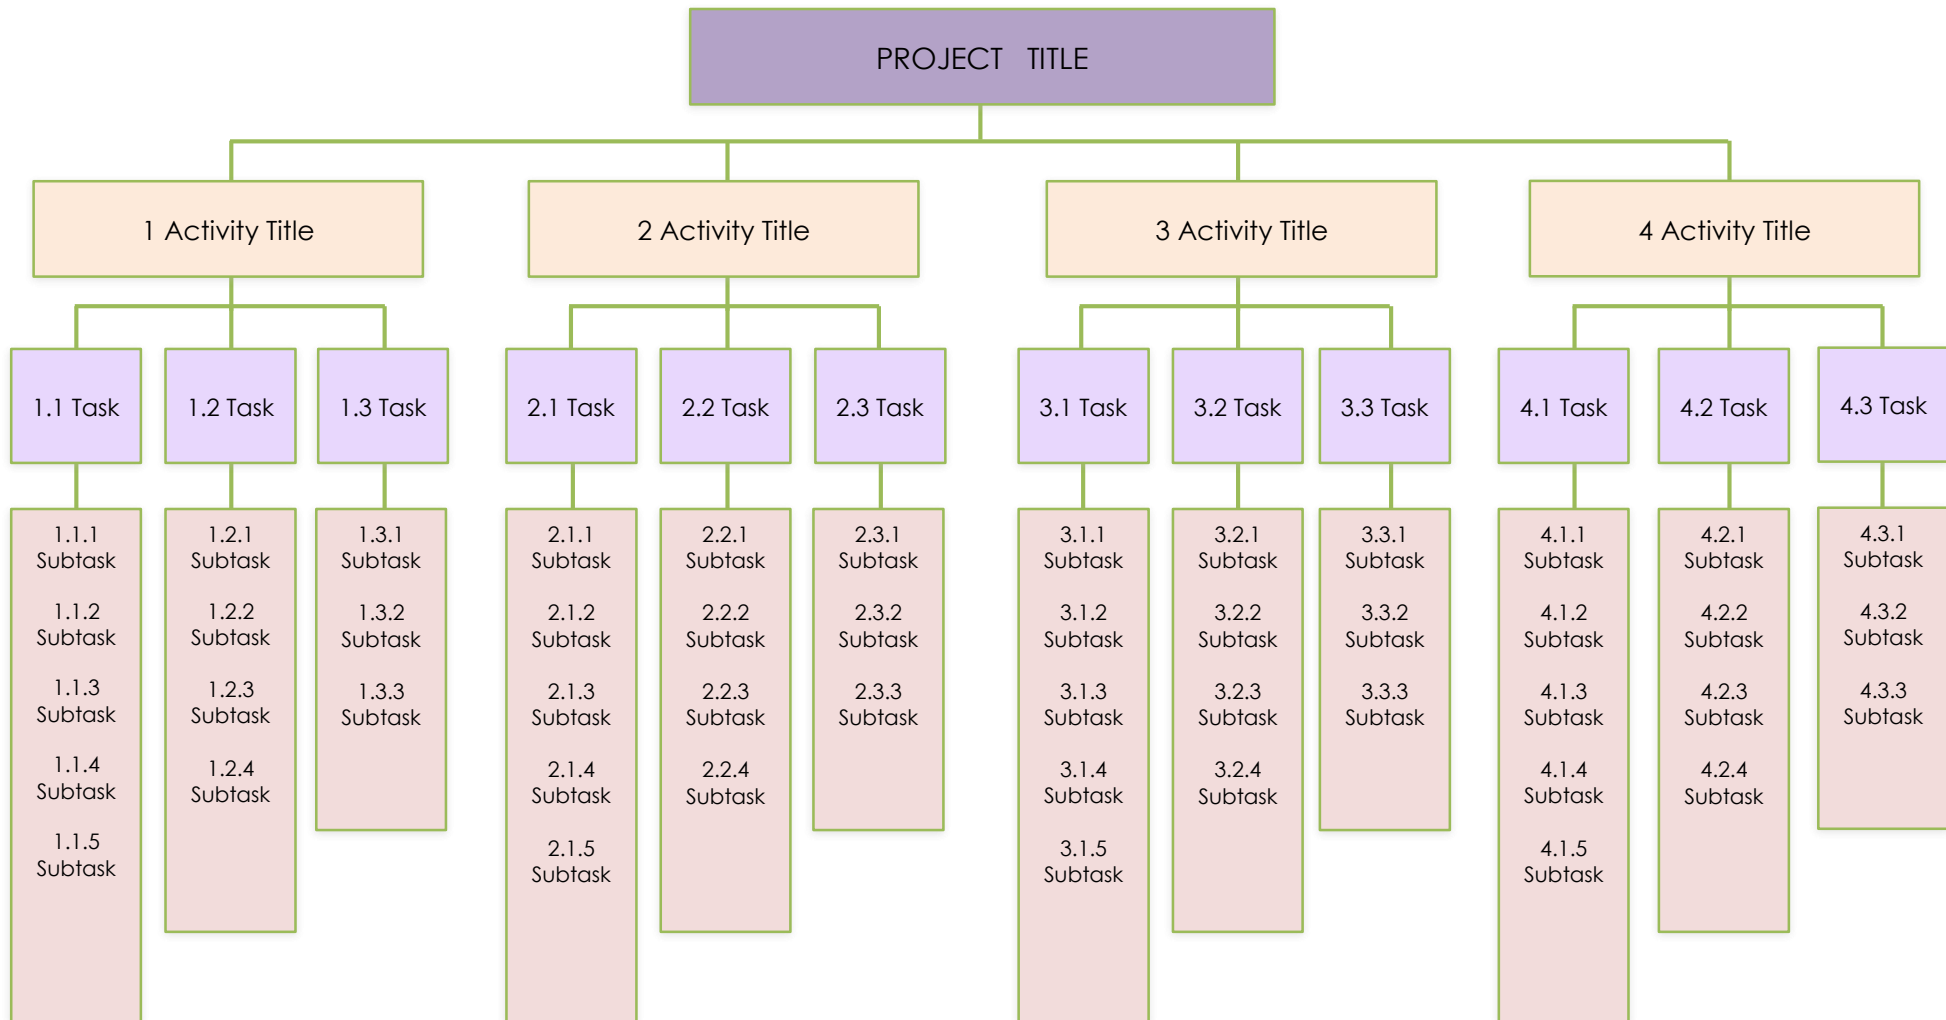 PROJECT TITLE
1 Activity Title
2 Activity Title
3 Activity Title
4 Activity Title
1.1 Task
1.2 Task
1.3 Task
2.1 Task
2.2 Task
2.3 Task
3.1 Task
3.2 Task
3.3 Task
4.1 Task
4.2 Task
4.3 Task
1.1.1
Subtask
1.1.2
Subtask
1.1.3
Subtask
1.1.4
Subtask
1.1.5
Subtask
1.2.1
Subtask
1.2.2
Subtask
1.2.3
Subtask
1.2.4
Subtask
1.3.1
Subtask
1.3.2
Subtask
1.3.3
Subtask
2.1.1
Subtask
2.1.2
Subtask
2.1.3
Subtask
2.1.4
Subtask
2.1.5
Subtask
2.2.1
Subtask
2.2.2
Subtask
2.2.3
Subtask
2.2.4
Subtask
2.3.1
Subtask
2.3.2
Subtask
2.3.3
Subtask
3.1.1
Subtask
3.1.2
Subtask
3.1.3
Subtask
3.1.4
Subtask
3.1.5
Subtask
3.2.1
Subtask
3.2.2
Subtask
3.2.3
Subtask
3.2.4
Subtask
3.3.1
Subtask
3.3.2
Subtask
3.3.3
Subtask
4.1.1
Subtask
4.1.2
Subtask
4.1.3
Subtask
4.1.4
Subtask
4.1.5
Subtask
4.2.1
Subtask
4.2.2
Subtask
4.2.3
Subtask
4.2.4
Subtask
4.3.1
Subtask
4.3.2
Subtask
4.3.3
Subtask